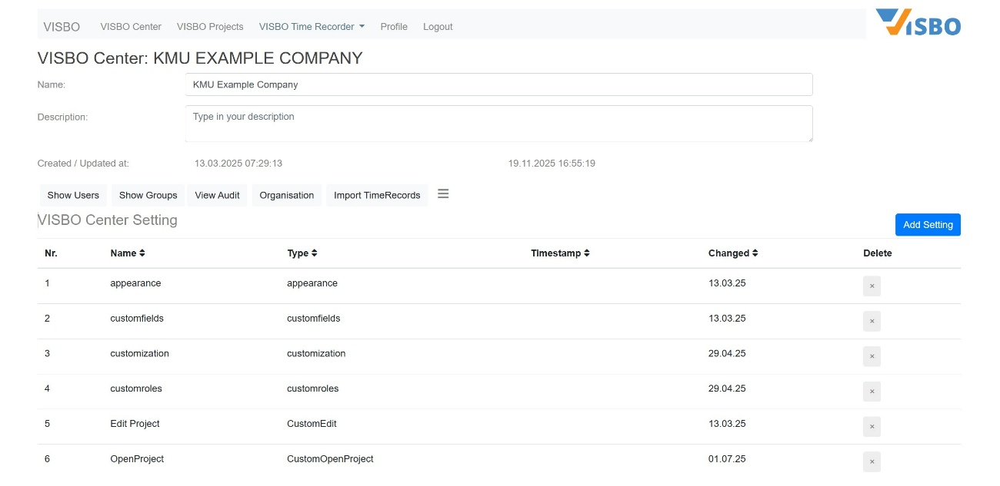 VISBO VISBO Center VISBO Projects VISBO Time Recorder Profile Logout VISBO
VISBO Center: KMU EXAMPLE COMPANY
Name: KMU Example Company
Description: Type in your description
Created / Updated at: 13.03.2025 07:29:13 19.11.2025 16:55:19
Show Users Show Groups View Audit Organisation Import TimeRecords
VISBO Center Setting
Add Setting
Nr. Name Type Timestamp Changed Delete
1 appearance appearance 13.03.25 ×
2 customfields customfields 13.03.25 ×
3 customization customization 29.04.25 ×
4 customroles customroles 29.04.25 ×
5 Edit Project CustomEdit 13.03.25 ×
6 OpenProject CustomOpenProject 01.07.25 ×